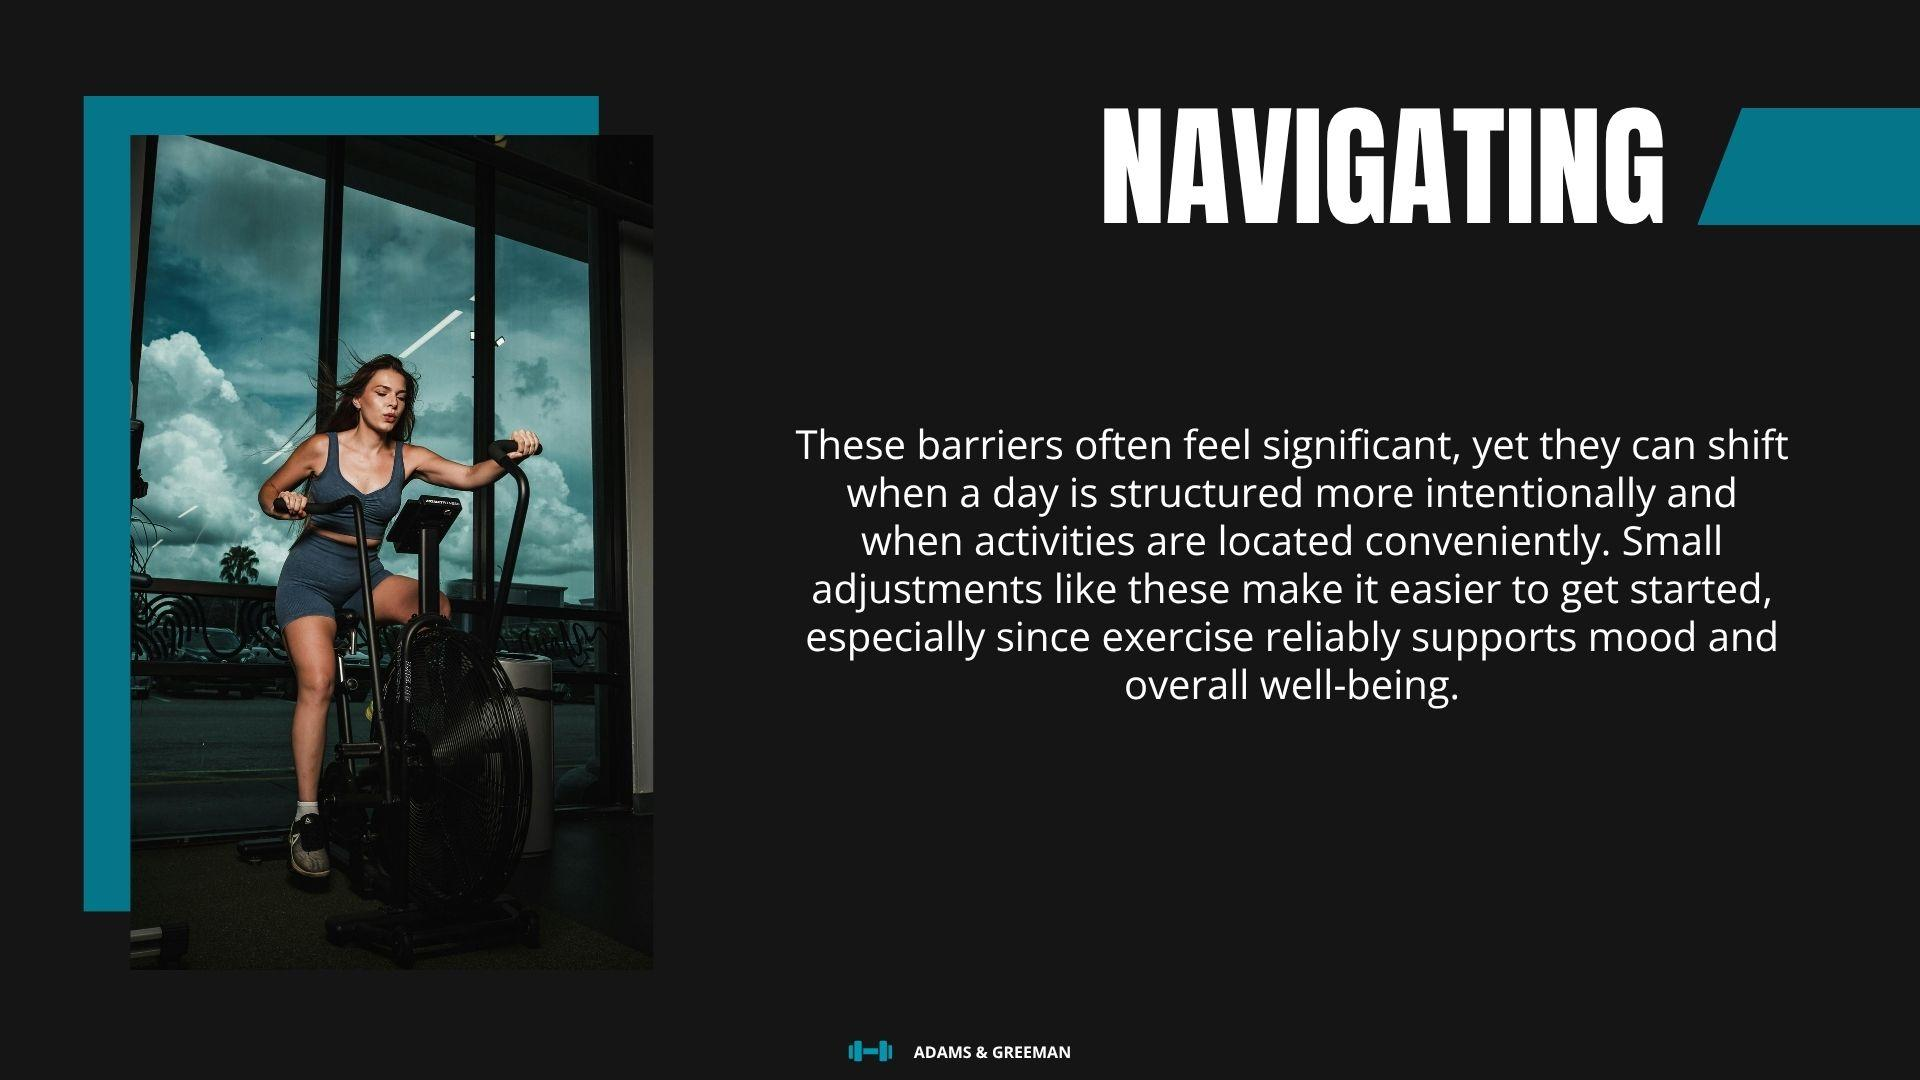 NAVIGATING
These barriers often feel significant, yet they can shift
when a day is structured more intentionally and
when activities are located conveniently. Small
adjustments like these make it easier to get started,
especially since exercise reliably supports mood and
overall well-being.
ADAMS & GREEMAN